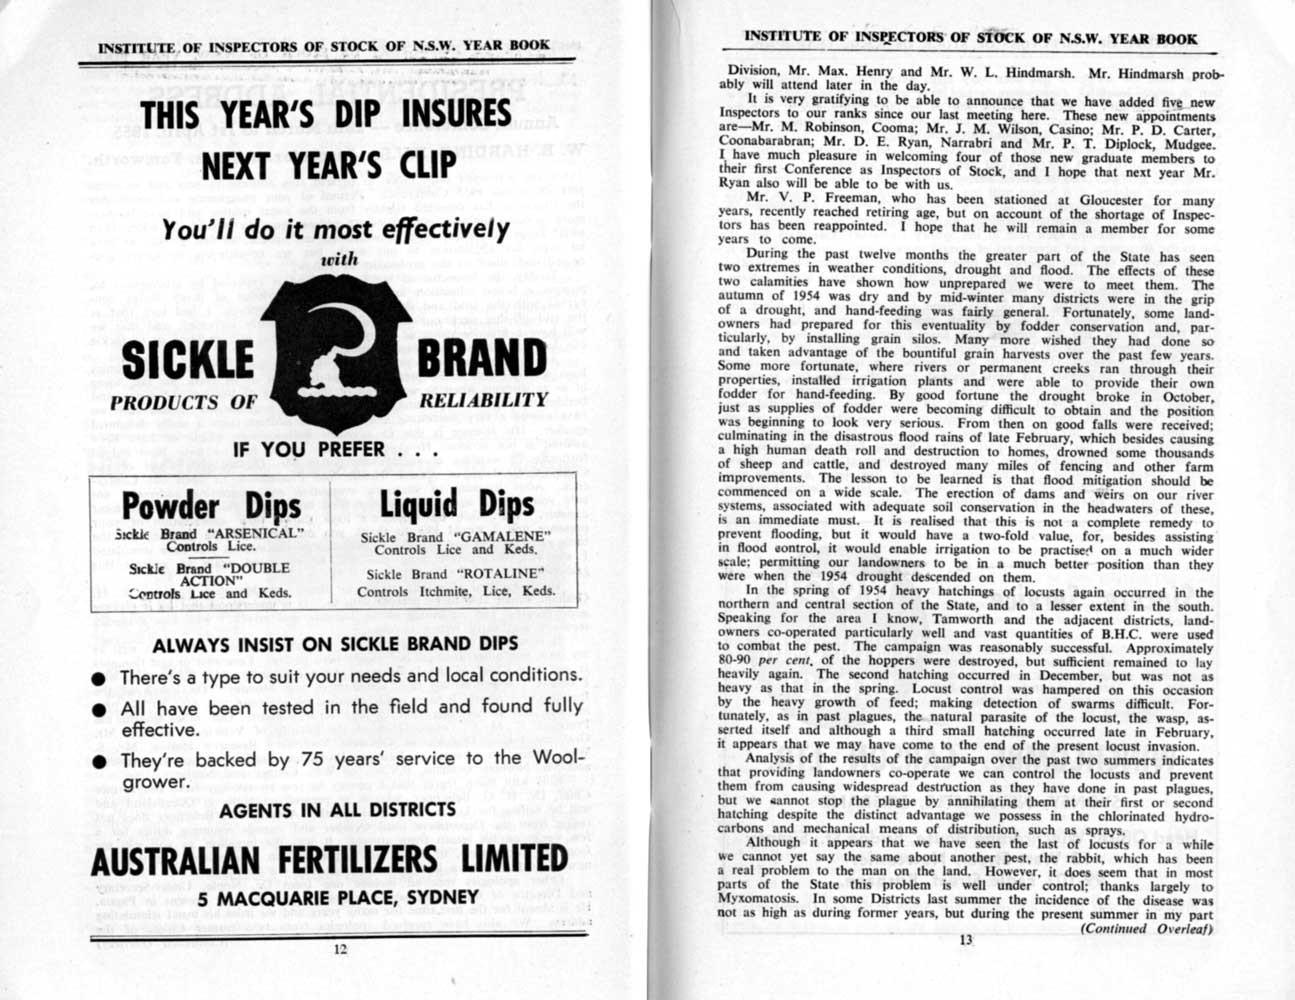 INSTITUTE OF INSPECTORS OF STOCK OF N.S.W. YEAR BOOK
THIS YEAR'S DIP INSURES
NEXT YEAR'S CLIP
You'll do it most effectively
with
SICKLE BRAND
PRODUCTS OF RELIABILITY
IF YOU PREFER . . .
Powder Dips
Sickle Brand "ARSENICAL"
Controls Lice.
Sickle Brand "DOUBLE
ACTION"
Controls Lice and Keds.
Liquid Dips
Sickle Brand "GAMALENE"
Controls Lice and Keds.
Sickle Brand "ROTALINE"
Controls Itchmite, Lice, Keds.
ALWAYS INSIST ON SICKLE BRAND DIPS
● There's a type to suit your needs and local conditions.
● All have been tested in the field and found fully
effective.
● They're backed by 75 years' service to the Wool-
grower.
AGENTS IN ALL DISTRICTS
AUSTRALIAN FERTILIZERS LIMITED
5 MACQUARIE PLACE, SYDNEY
12
INSTITUTE OF INSPECTORS OF STOCK OF N.S.W. YEAR BOOK
Division, Mr. Max. Henry and Mr. W. L. Hindmarsh. Mr. Hindmarsh prob-
ably will attend later in the day.
It is very gratifying to be able to announce that we have added five new
Inspectors to our ranks since our last meeting here. These new appointments
are—Mr. M. Robinson, Cooma; Mr. J. M. Wilson, Casino; Mr. P. D. Carter,
Coonabarabran; Mr. D. E. Ryan, Narrabri and Mr. P. T. Diplock, Mudgee.
I have much pleasure in welcoming four of those new graduate members to
their first Conference as Inspectors of Stock, and I hope that next year Mr.
Ryan also will be able to be with us.
Mr. V. P. Freeman, who has been stationed at Gloucester for many
years, recently reached retiring age, but on account of the shortage of Inspec-
tors has been reappointed. I hope that he will remain a member for some
years to come.
During the past twelve months the greater part of the State has seen
two extremes in weather conditions, drought and flood. The effects of these
two calamities have shown how unprepared we were to meet them. The
autumn of 1954 was dry and by mid-winter many districts were in the grip
of a drought, and hand-feeding was fairly general. Fortunately, some land-
owners had prepared for this eventuality by fodder conservation and, par-
ticularly, by installing grain silos. Many more wished they had done so
and taken advantage of the bountiful grain harvests over the past few years.
Some more fortunate, where rivers or permanent creeks ran through their
properties, installed irrigation plants and were able to provide their own
fodder for hand-feeding. By good fortune the drought broke in October,
just as supplies of fodder were becoming difficult to obtain and the position
was beginning to look very serious. From then on good falls were received;
culminating in the disastrous flood rains of late February, which besides causing
a high human death roll and destruction to homes, drowned some thousands
of sheep and cattle, and destroyed many miles of fencing and other farm
improvements. The lesson to be learned is that flood mitigation should be
commenced on a wide scale. The erection of dams and weirs on our river
systems, associated with adequate soil conservation in the headwaters of these,
is an immediate must. It is realised that this is not a complete remedy to
prevent flooding, but it would have a two-fold value, for, besides assisting
in flood control, it would enable irrigation to be practised on a much wider
scale; permitting our landowners to be in a much better position than they
were when the 1954 drought descended on them.
In the spring of 1954 heavy hatchings of locusts again occurred in the
northern and central section of the State, and to a lesser extent in the south.
Speaking for the area I know, Tamworth and the adjacent districts, land-
owners co-operated particularly well and vast quantities of B.H.C. were used
to combat the pest. The campaign was reasonably successful. Approximately
80-90 per cent. of the hoppers were destroyed, but sufficient remained to lay
heavily again. The second hatching occurred in December, but was not as
heavy as that in the spring. Locust control was hampered on this occasion
by the heavy growth of feed; making detection of swarms difficult. For-
tunately, as in past plagues, the natural parasite of the locust, the wasp, as-
serted itself and although a third small hatching occurred late in February,
it appears that we may have come to the end of the present locust invasion.
Analysis of the results of the campaign over the past two summers indicates
that providing landowners co-operate we can control the locusts and prevent
them from causing widespread destruction as they have done in past plagues,
but we cannot stop the plague by annihilating them at their first or second
hatching despite the distinct advantage we possess in the chlorinated hydro-
carbons and mechanical means of distribution, such as sprays.
Although it appears that we have seen the last of locusts for a while
we cannot yet say the same about another pest, the rabbit, which has been
a real problem to the man on the land. However, it does seem that in most
parts of the State this problem is well under control; thanks largely to
Myxomatosis. In some Districts last summer the incidence of the disease was
not as high as during former years, but during the present summer in my part
(Continued Overleaf)
13